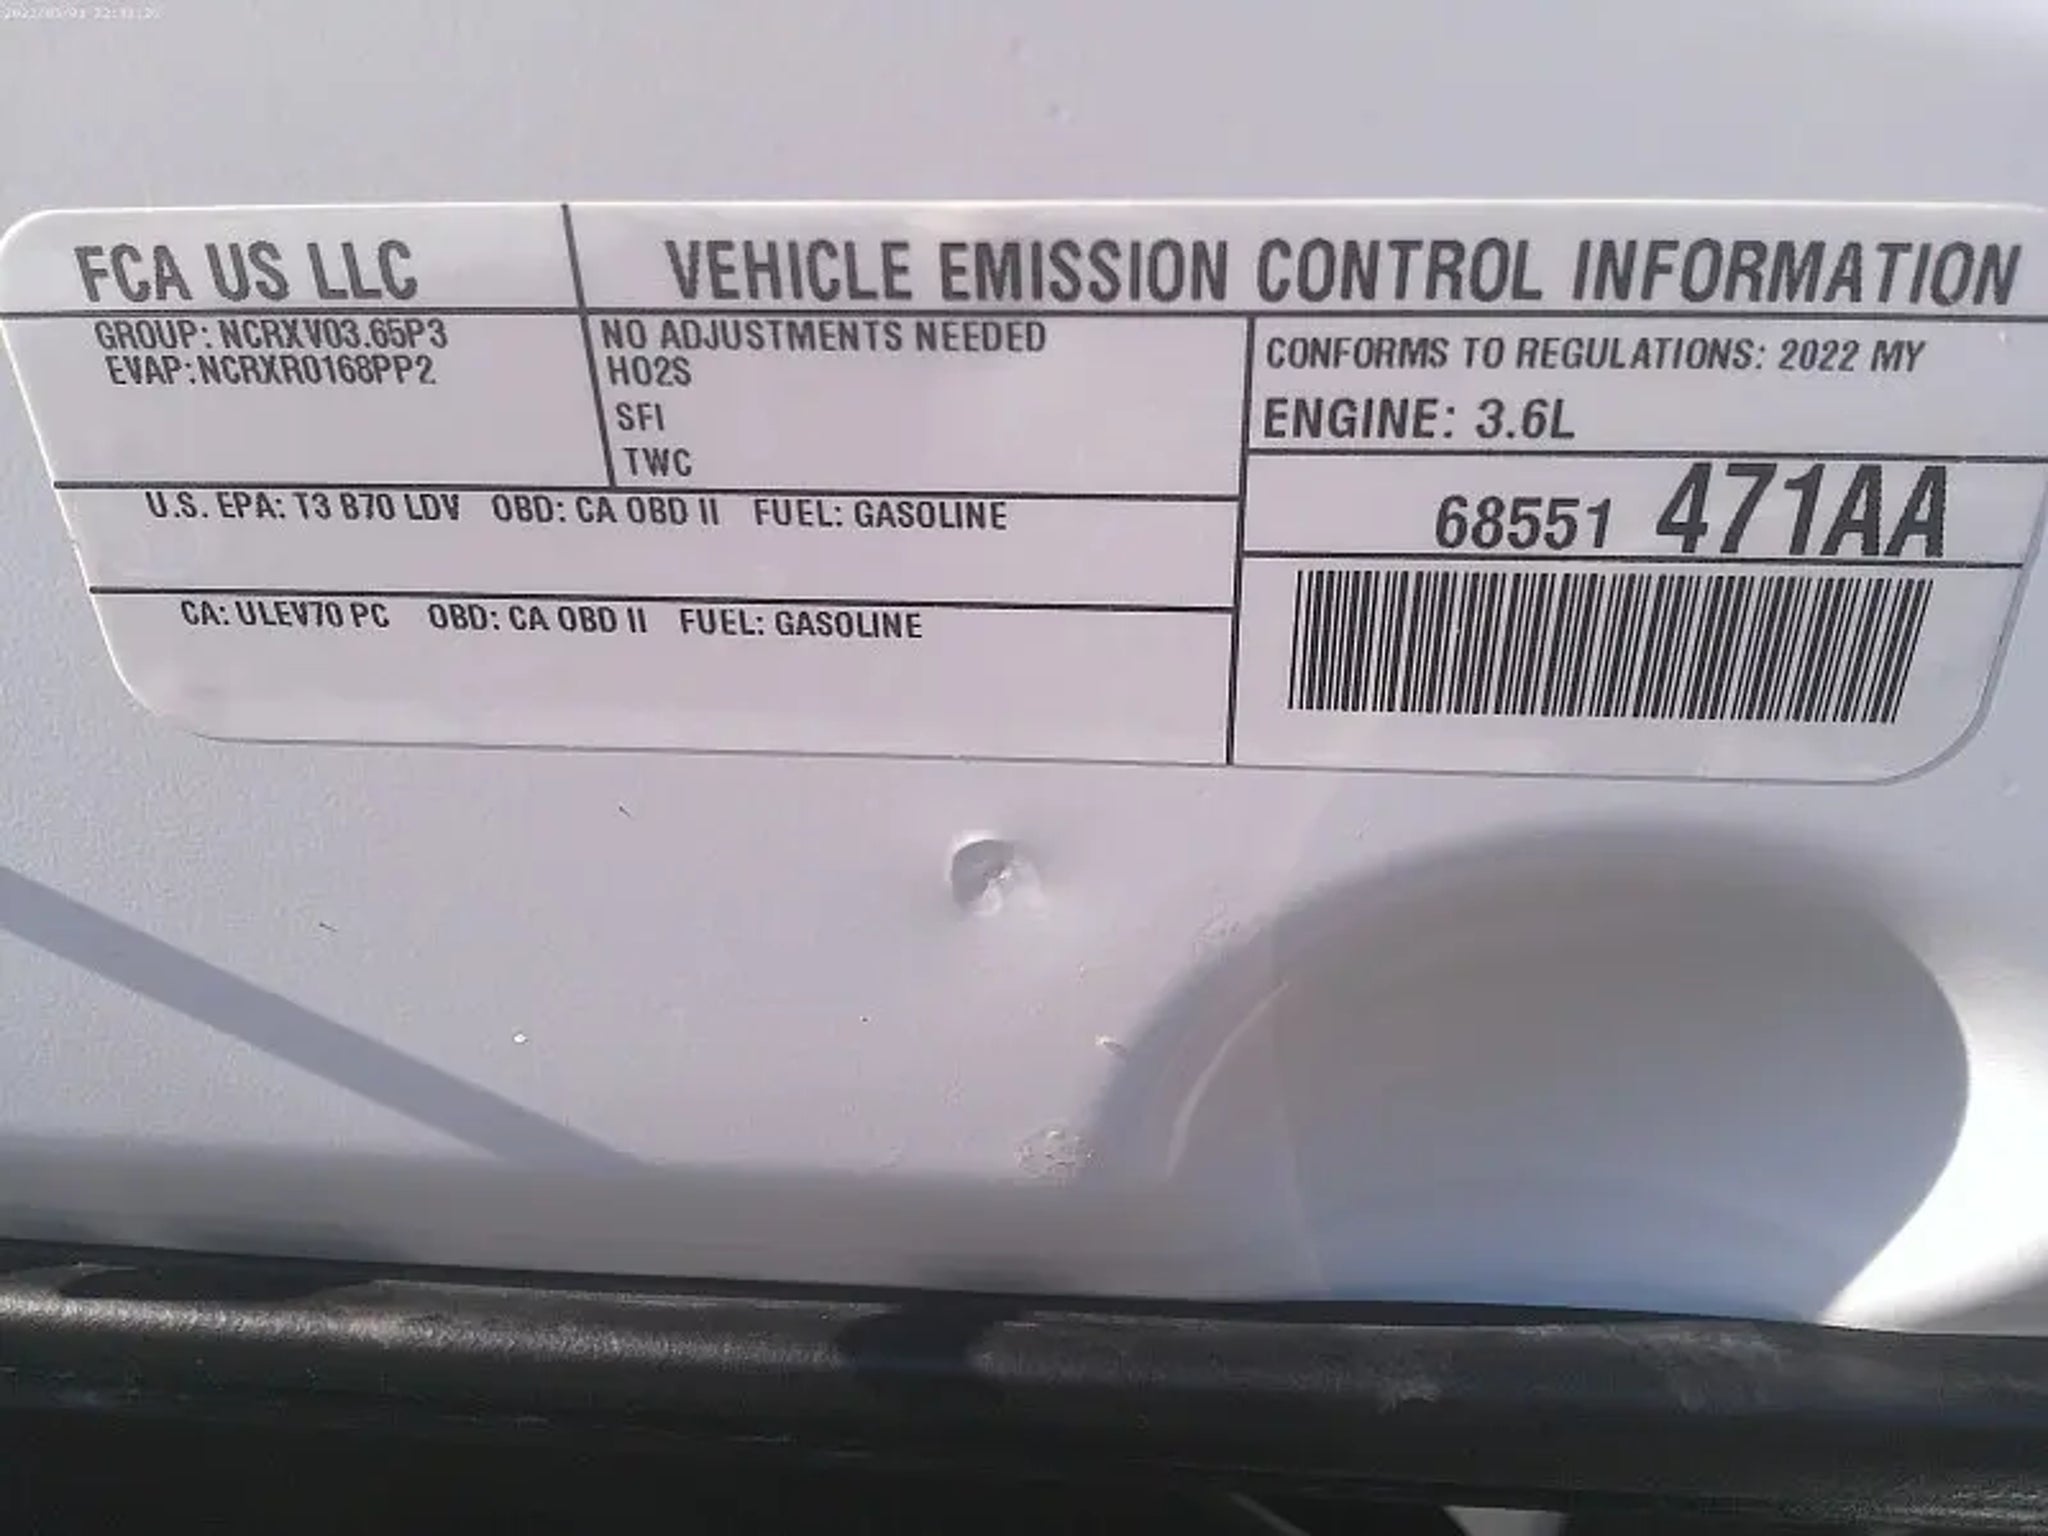 FCA US LLC
VEHICLE EMISSION CONTROL INFORMATION
GROUP: NCRXV03.65P3
EVAP: NCRXR0168PP2
NO ADJUSTMENTS NEEDED
HO2S
SFI
TWC
CONFORMS TO REGULATIONS: 2022 MY
ENGINE: 3.6L
68551 471AA
U.S. EPA: T3 B70 LDV OBD: CA OBD II FUEL: GASOLINE
CA: ULEV70 PC OBD: CA OBD II FUEL: GASOLINE